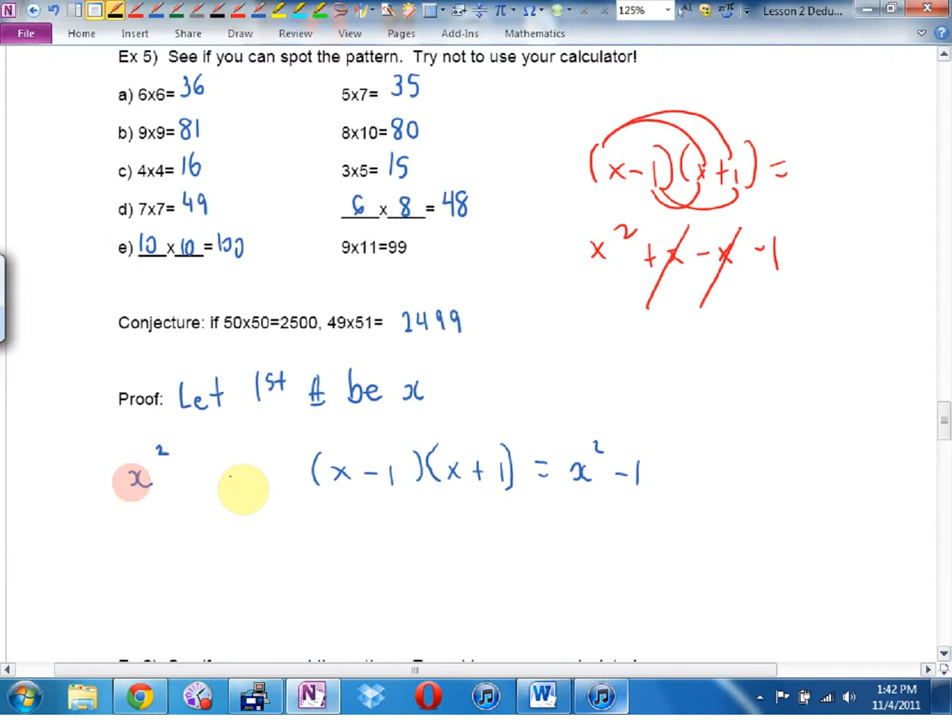 125% Lesson 2 Dedu...
File Home Insert Share Draw Review View Pages Add-Ins Mathematics
Ex 5) See if you can spot the pattern. Try not to use your calculator!
a) 6x6= 36 5x7= 35
b) 9x9= 81 8x10= 80
c) 4x4= 16 3x5= 15
d) 7x7= 49 6 x 8 = 48
e) 10 x 10 = 100 9x11=99
(x-1)(x+1) =
x² + x - x - 1
Conjecture: if 50x50=2500, 49x51= 2499
Proof: Let 1st # be x
x² (x - 1)(x + 1) = x² - 1
1:42 PM
11/4/2011